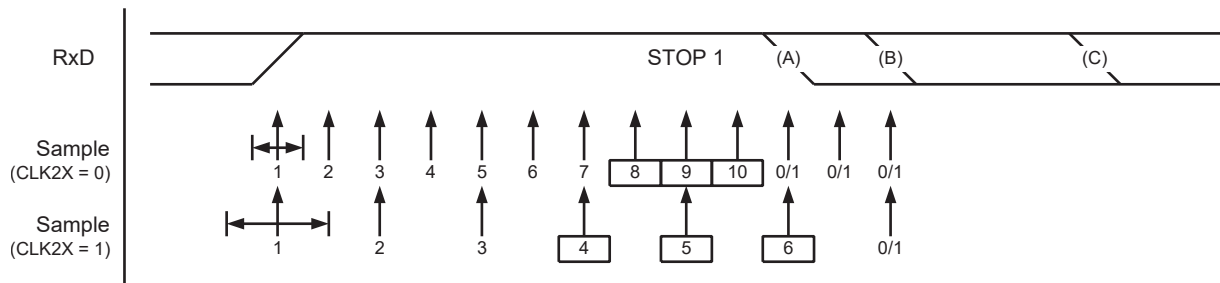 RxD STOP 1 (A) (B) (C)
Sample
(CLK2X = 0) 1 2 3 4 5 6 7 8 9 10 0/1 0/1 0/1
Sample
(CLK2X = 1) 1 2 3 4 5 6 0/1